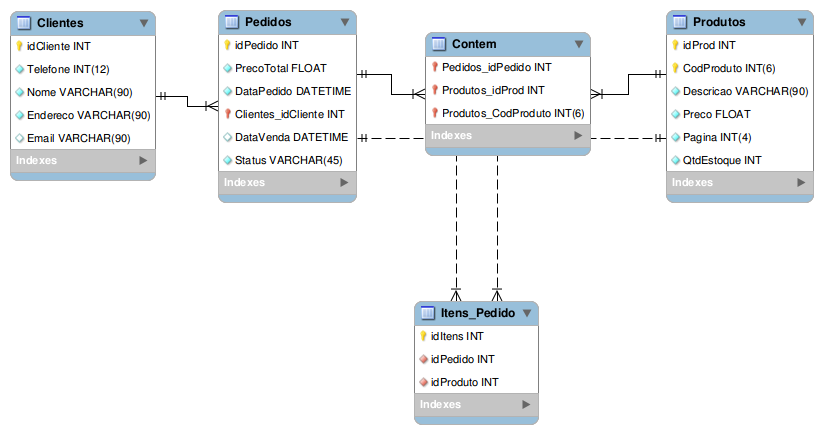 Clientes
idCliente INT
Telefone INT(12)
Nome VARCHAR(90)
Endereco VARCHAR(90)
Email VARCHAR(90)
Indexes
Pedidos
idPedido INT
PrecoTotal FLOAT
DataPedido DATETIME
Clientes_idCliente INT
DataVenda DATETIME
Status VARCHAR(45)
Indexes
Contem
Pedidos_idPedido INT
Produtos_idProd INT
Produtos_CodProduto INT(6)
Indexes
Produtos
idProd INT
CodProduto INT(6)
Descricao VARCHAR(90)
Preco FLOAT
Pagina INT(4)
QtdEstoque INT
Indexes
Itens_Pedido
idItens INT
idPedido INT
idProduto INT
Indexes